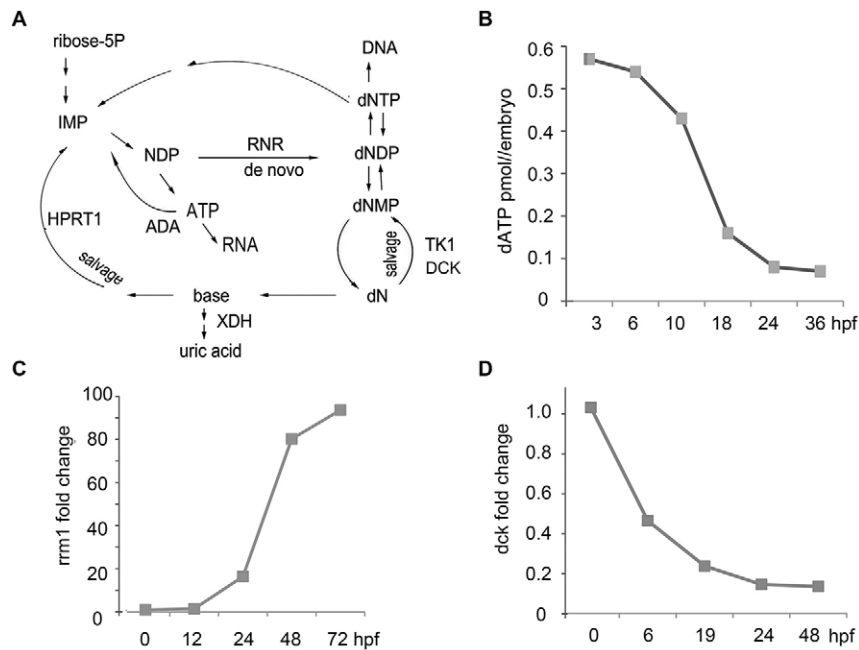 A
ribose-5P
IMP
NDP
RNR
de novo
ATP
ADA
RNA
HPRT1
salvage
base
XDH
uric acid
DNA
dNTP
dNDP
dNMP
salvage
TK1
DCK
dN
B
dATP pmol//embryo
0.6
0.5
0.4
0.3
0.2
0.1
0
3 6 10 18 24 36 hpf
C
rrm1 fold change
100
80
60
40
20
0
0 12 24 48 72 hpf
D
dck fold change
1.0
0.8
0.6
0.4
0.2
0
0 6 19 24 48 hpf